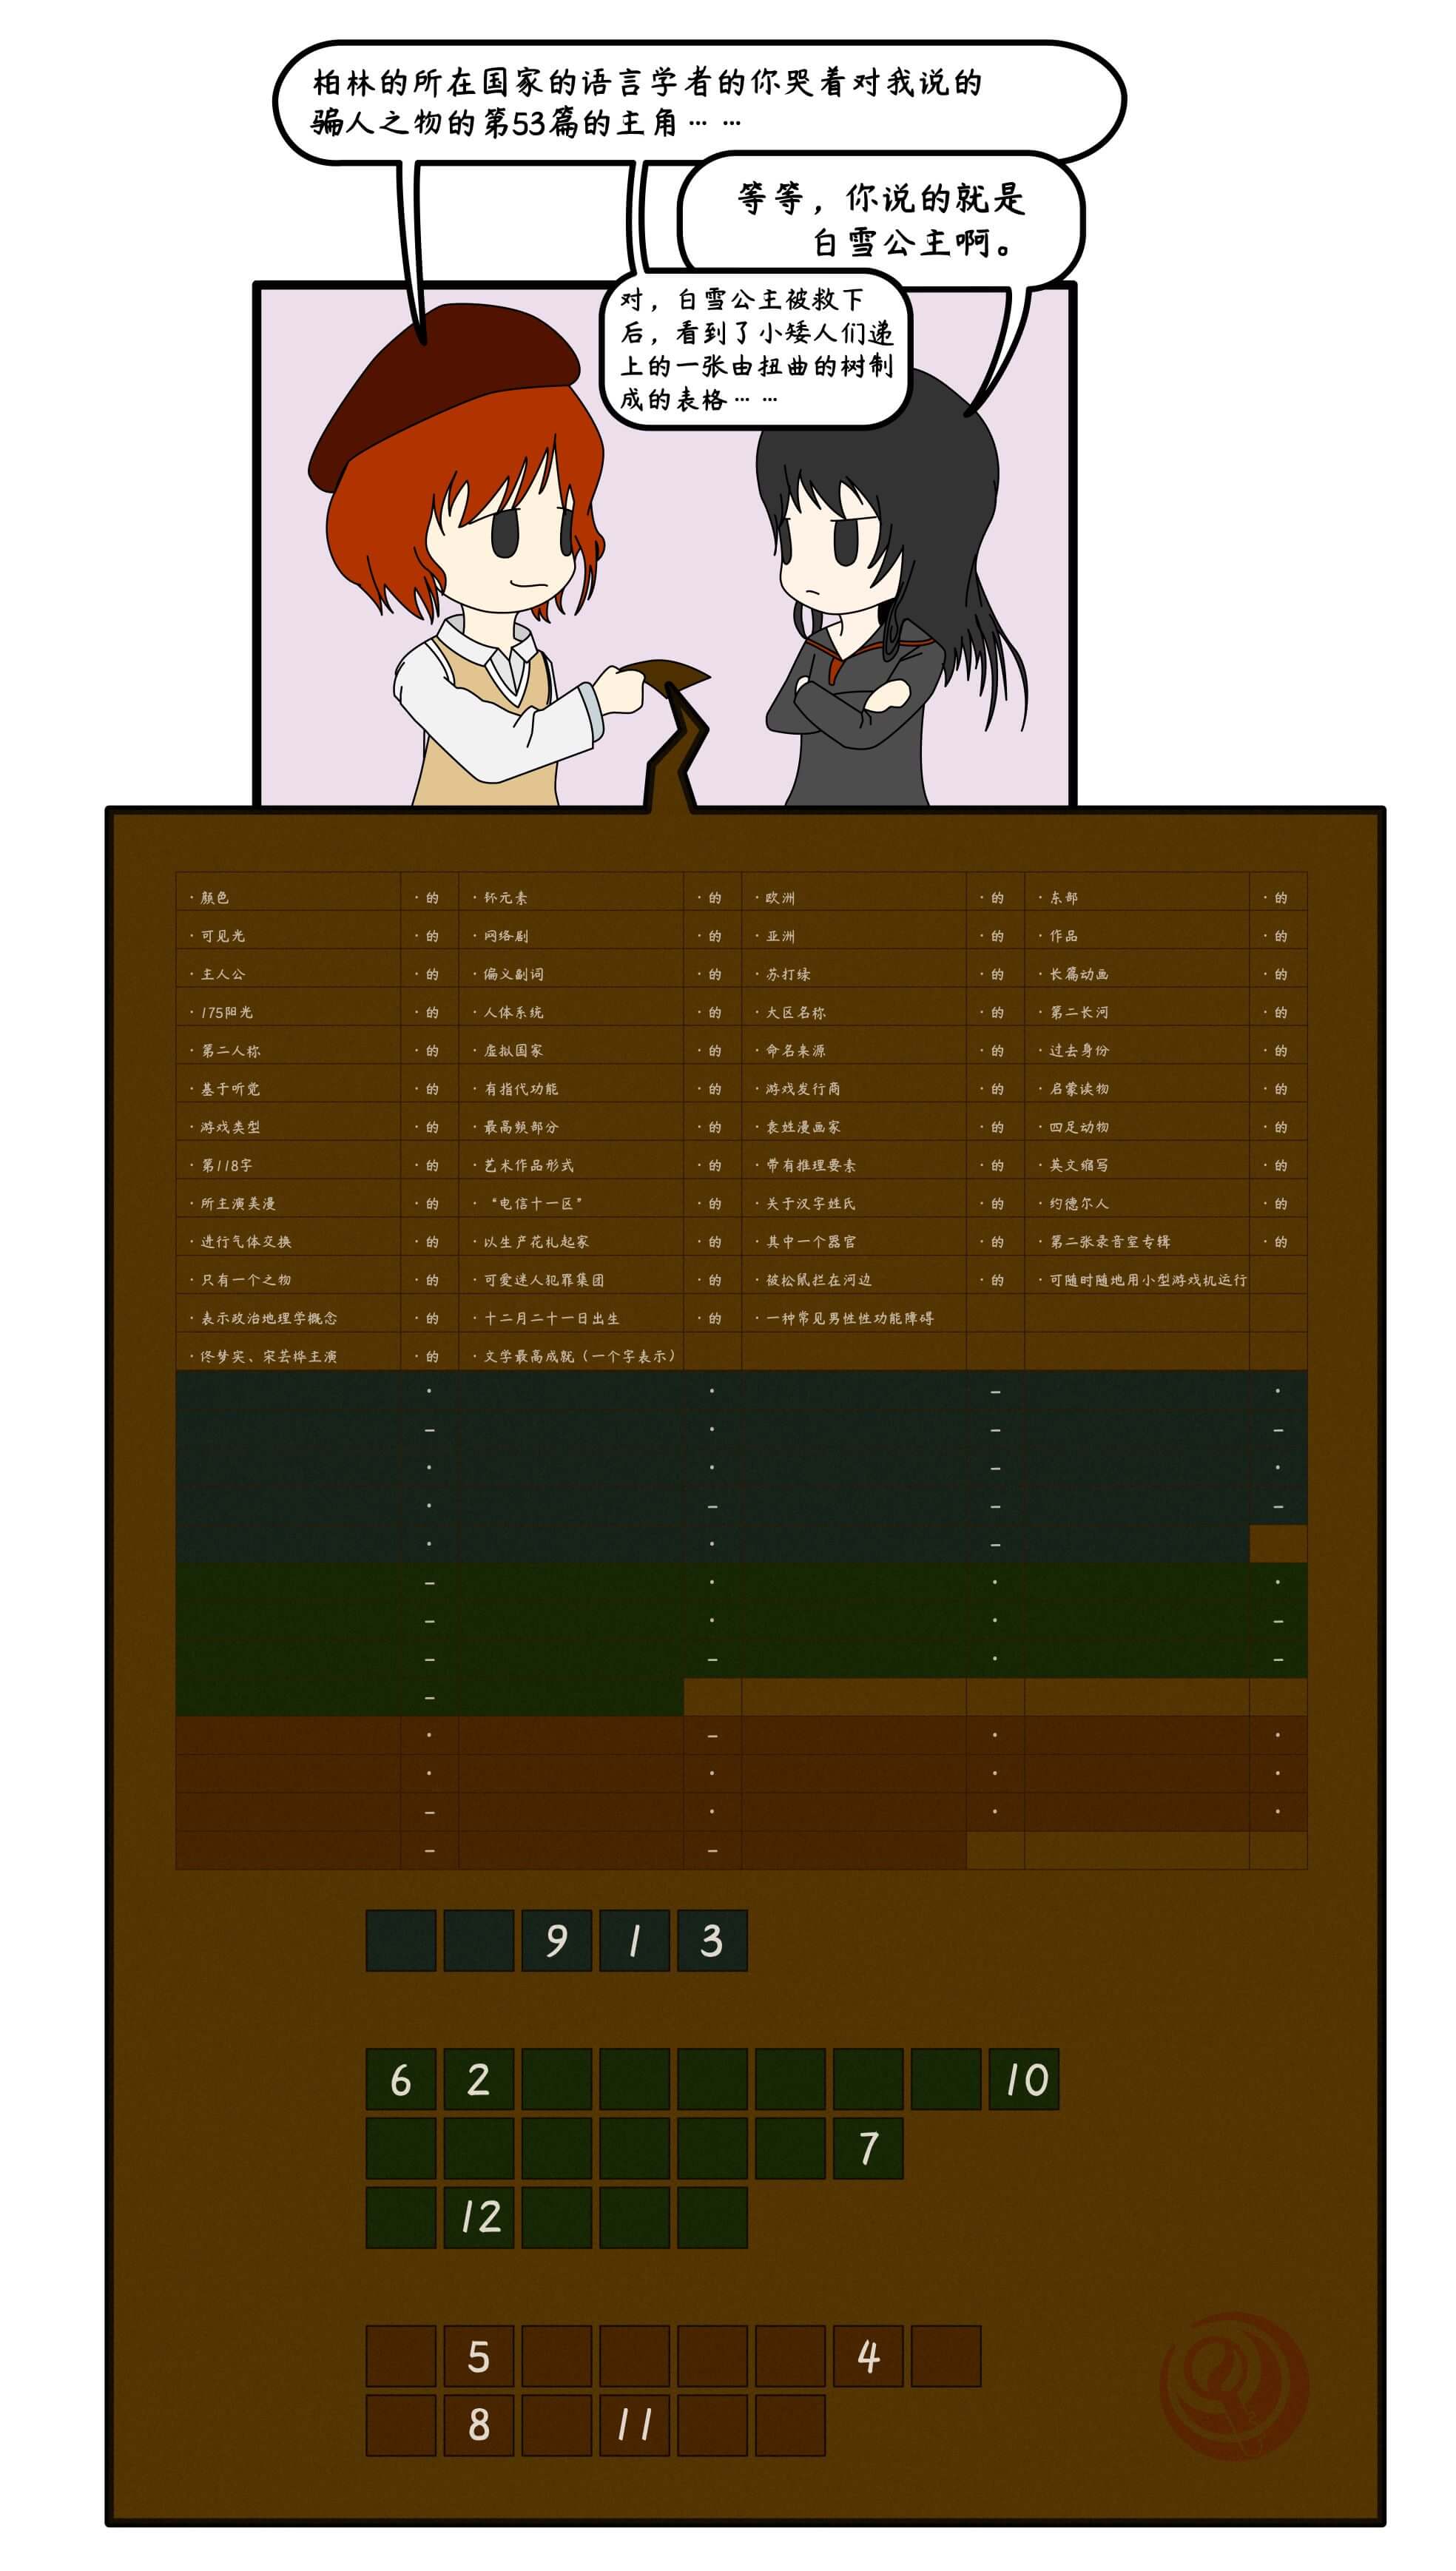 柏林的所在国家的语言学者的你哭着对我说的
骗人之物的第53篇的主角……
等等，你说的就是
白雪公主啊。
对，白雪公主被救下
后，看到了小矮人们递
上的一张由扭曲的树制
成的表格……
·颜色 ·的 ·钚元素 ·的 ·欧洲 ·的 ·东部 ·的
·可见光 ·的 ·网络剧 ·的 ·亚洲 ·的 ·作品 ·的
·主人公 ·的 ·偏义副词 ·的 ·苏打绿 ·的 ·长篇动画 ·的
·175阳光 ·的 ·人体系统 ·的 ·大区名称 ·的 ·第二长河 ·的
·第二人称 ·的 ·虚拟国家 ·的 ·命名来源 ·的 ·过去身份 ·的
·基于听觉 ·的 ·有指代功能 ·的 ·游戏发行商 ·的 ·启蒙读物 ·的
·游戏类型 ·的 ·最高频部分 ·的 ·袁姓漫画家 ·的 ·四足动物 ·的
·第118字 ·的 ·艺术作品形式 ·的 ·带有推理要素 ·的 ·英文缩写 ·的
·所主演美漫 ·的 ·“电信十一区” ·的 ·关于汉字姓氏 ·的 ·约德尔人 ·的
·进行气体交换 ·的 ·以生产花札起家 ·的 ·其中一个器官 ·的 ·第二张录音室专辑 ·的
·只有一个之物 ·的 ·可爱迷人犯罪集团 ·的 ·被松鼠拦在河边 ·的 ·可随时随地用小型游戏机运行
·表示政治地理学概念 ·的 ·十二月二十一日出生 ·的 ·一种常见男性性功能障碍
·佟梦实、宋芸桦主演 ·的 ·文学最高成就（一个字表示）
· · – ·
– · – –
· · – ·
· – – –
· · –
– · · ·
– · · –
– – · –
–
· – · ·
· · · ·
– · · ·
– –
9 1 3
6 2 10
7
12
5 4
8 11